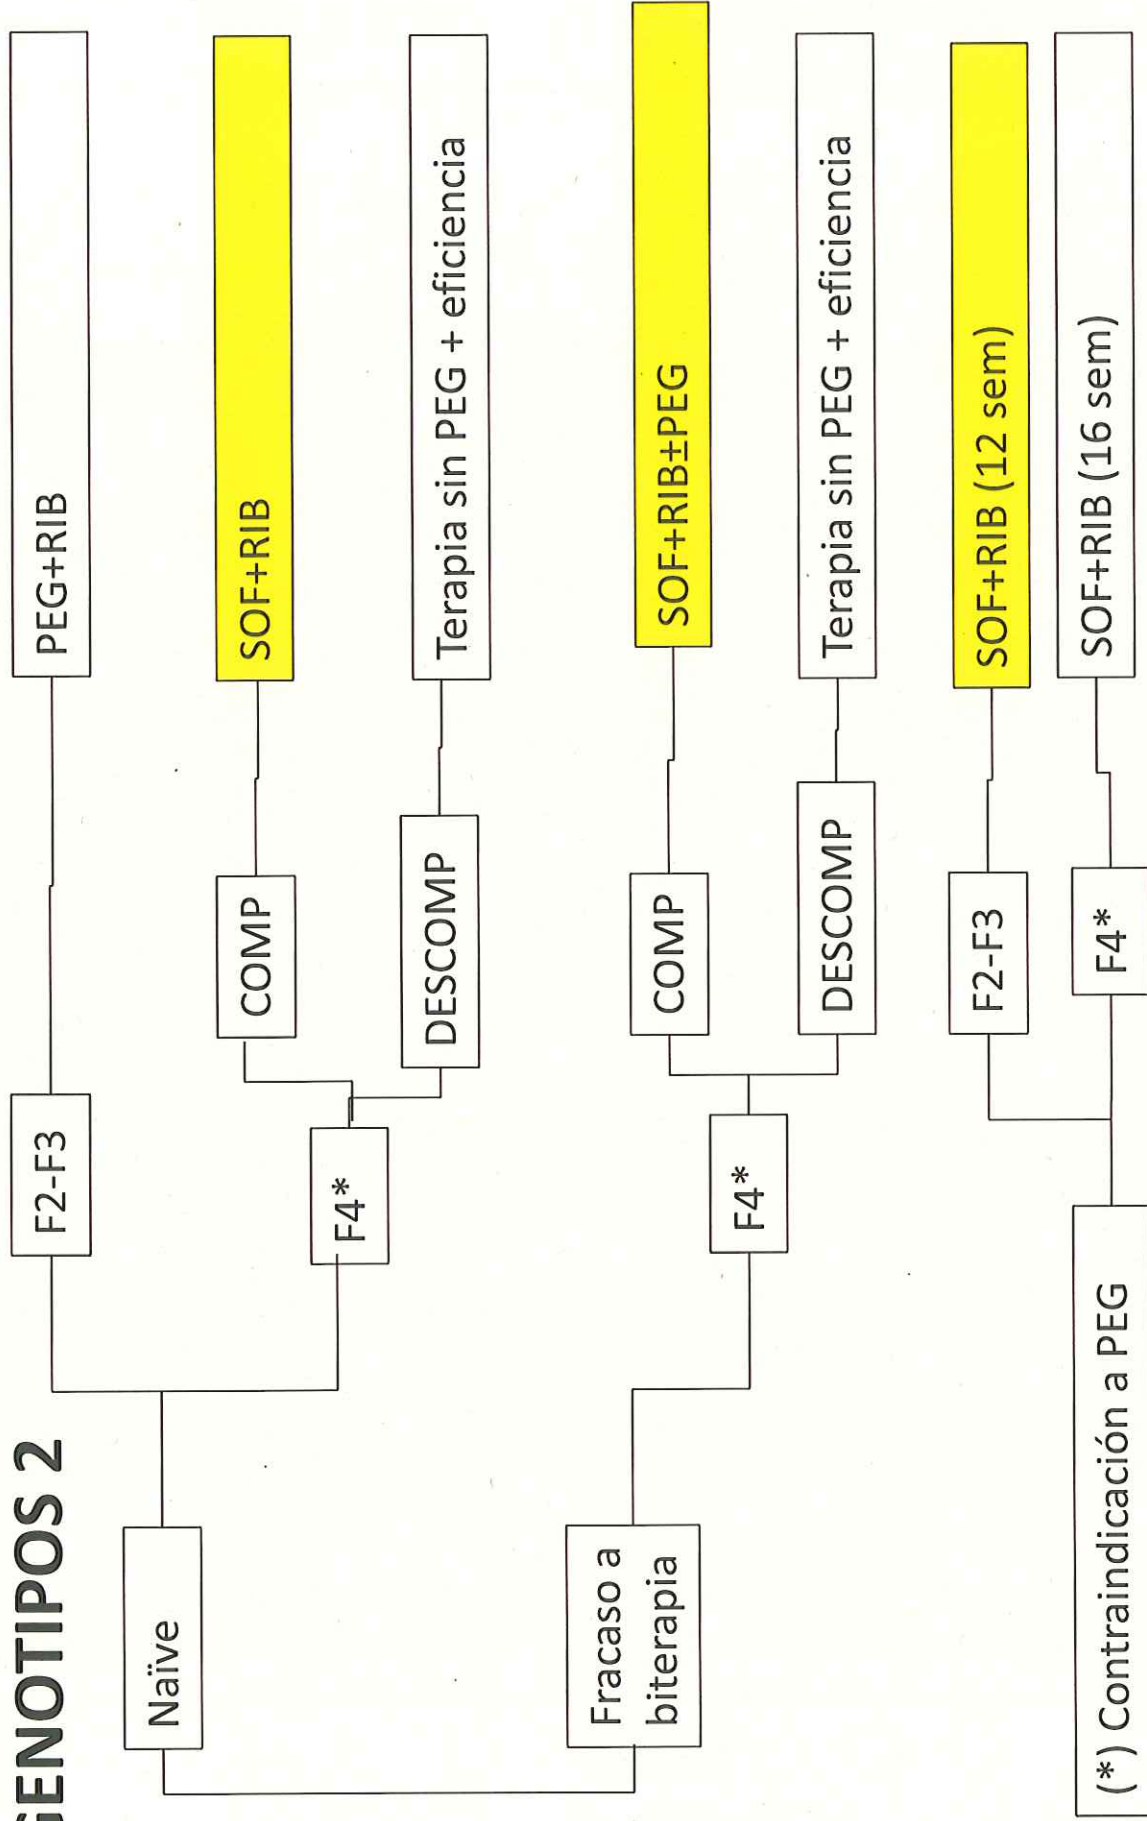 GENOTIPOS 2
Naïve
F2-F3
PEG+RIB
F4*
COMP
SOF+RIB
DESCOMP
Terapia sin PEG + eficiencia
Fracaso a
biterapia
F4*
COMP
SOF+RIB±PEG
DESCOMP
Terapia sin PEG + eficiencia
(*) Contraindicación a PEG
F2-F3
SOF+RIB (12 sem)
F4*
SOF+RIB (16 sem)